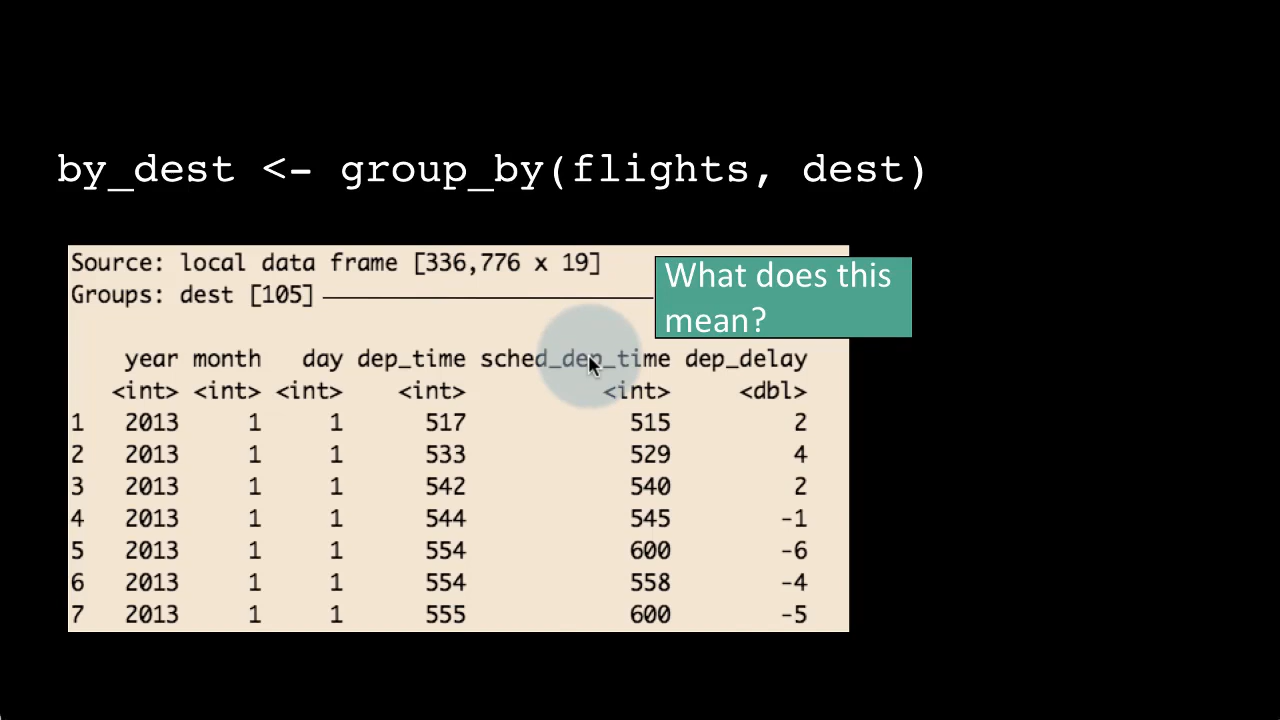 by_dest <- group_by(flights, dest)
Source: local data frame [336,776 x 19]
Groups: dest [105]
What does this
mean?
year month day dep_time sched_dep_time dep_delay
<int> <int> <int> <int> <int> <dbl>
1 2013 1 1 517 515 2
2 2013 1 1 533 529 4
3 2013 1 1 542 540 2
4 2013 1 1 544 545 -1
5 2013 1 1 554 600 -6
6 2013 1 1 554 558 -4
7 2013 1 1 555 600 -5